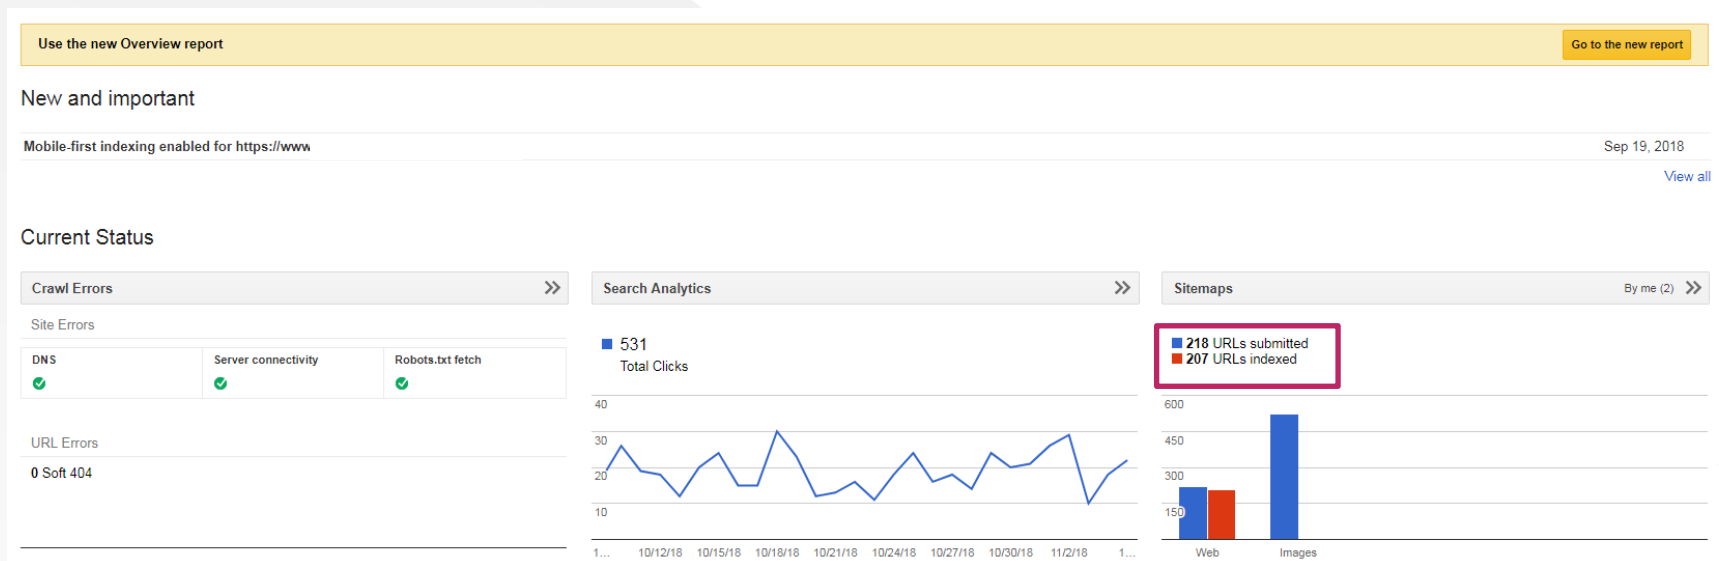 Use the new Overview report
Go to the new report
New and important
Mobile-first indexing enabled for https://www
Sep 19, 2018
View all
Current Status
Crawl Errors
Site Errors
DNS
Server connectivity
Robots.txt fetch
URL Errors
0 Soft 404
Search Analytics
531
Total Clicks
40
30
20
10
1...
10/12/18
10/15/18
10/18/18
10/21/18
10/24/18
10/27/18
10/30/18
11/2/18
1...
Sitemaps
By me (2)
218 URLs submitted
207 URLs indexed
600
450
300
150
Web
Images